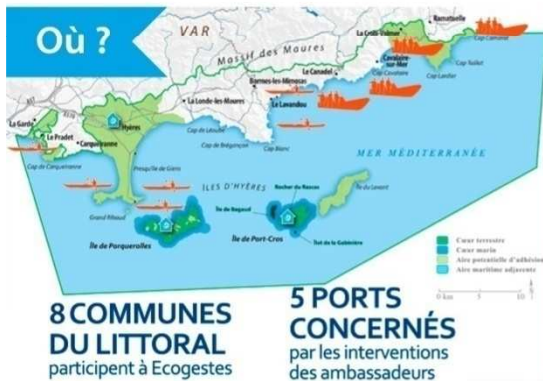 Où ?
VAR
Massif des Maures
Ramatuelle
La Croix-Valmer
Cap Camarat
Cap Taillat
Cap Lardier
Cavalaire-sur-Mer
Cap Cavalaire
Le Canadel
Bormes-les-Mimosas
Le Lavandou
La Londe-les-Maures
Hyères
La Garde
Le Pradet
Carqueiranne
Cap de Carqueiranne
Cap de Léoube
Cap de Brégançon
Cap Blanc
Presqu'île de Giens
MER MÉDITERRANÉE
ÎLES D'HYÈRES
Grand Ribaud
Rocher du Rascas
Île du Levant
Île de Bagaud
Île de Porquerolles
Île de Port-Cros
Îlot de la Gabinière
Cœur terrestre
Cœur marin
Aire potentielle d'adhésion
Aire maritime adjacente
0 km 5 10
8 COMMUNES
DU LITTORAL
participent à Ecogestes
5 PORTS
CONCERNÉS
par les interventions
des ambassadeurs